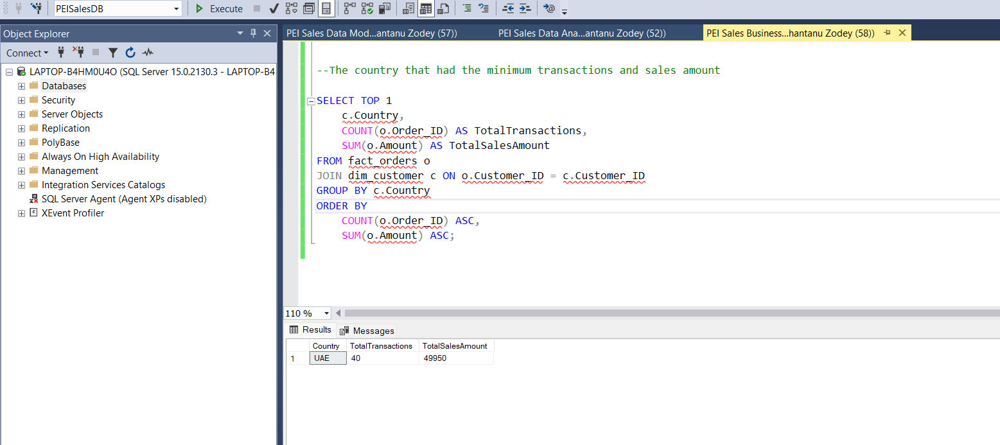 PEISalesDB
Execute
Object Explorer
Connect
LAPTOP-B4HM0U4O (SQL Server 15.0.2130.3 - LAPTOP-B4
Databases
Security
Server Objects
Replication
PolyBase
Always On High Availability
Management
Integration Services Catalogs
SQL Server Agent (Agent XPs disabled)
XEvent Profiler
PEI Sales Data Mod...antanu Zodey (57))
PEI Sales Data Ana...antanu Zodey (52))
PEI Sales Business...hantanu Zodey (58))
--The country that had the minimum transactions and sales amount
SELECT TOP 1
c.Country,
COUNT(o.Order_ID) AS TotalTransactions,
SUM(o.Amount) AS TotalSalesAmount
FROM fact_orders o
JOIN dim_customer c ON o.Customer_ID = c.Customer_ID
GROUP BY c.Country
ORDER BY
COUNT(o.Order_ID) ASC,
SUM(o.Amount) ASC;
110 %
Results
Messages
Country TotalTransactions TotalSalesAmount
1 UAE 40 49950